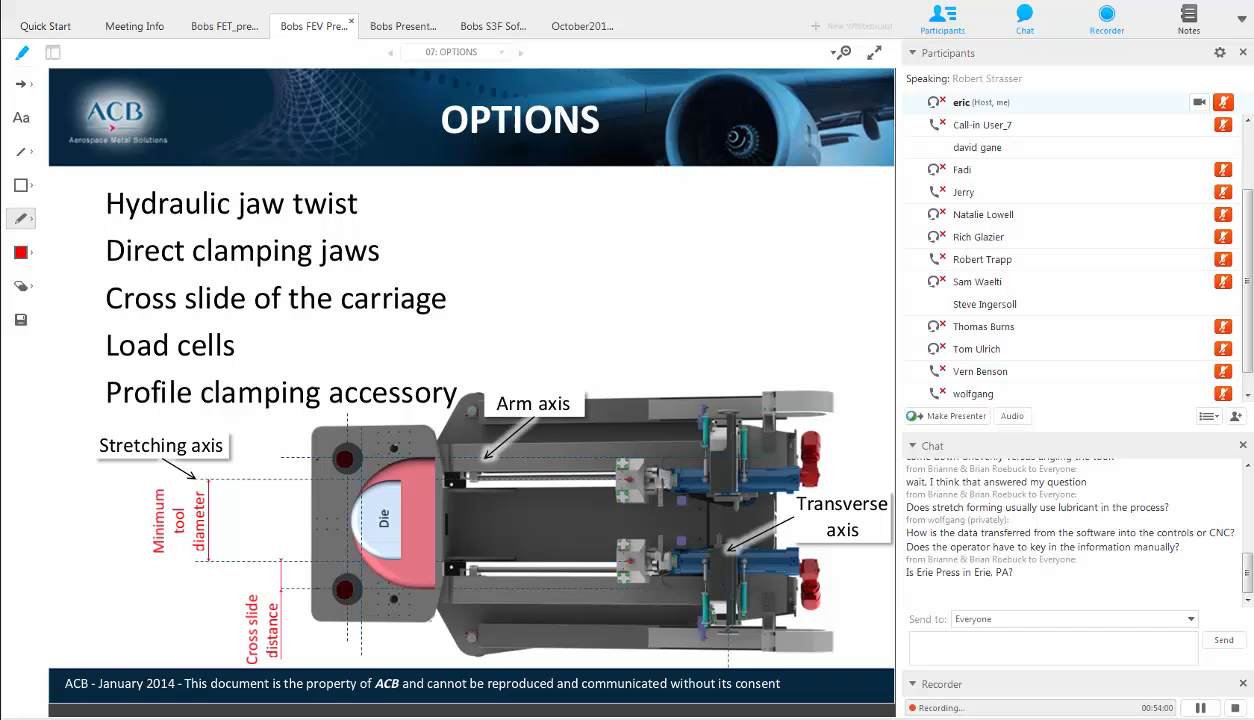 Quick Start
Meeting Info
Bobs FET_pre...
Bobs FEV Pre...
Bobs Present...
Bobs S3F Sof...
October201...
New Whiteboard
Participants
Chat
Recorder
Notes
07: OPTIONS
Aa
ACB
Aerospace Metal Solutions
OPTIONS
Hydraulic jaw twist
Direct clamping jaws
Cross slide of the carriage
Load cells
Profile clamping accessory
Arm axis
Stretching axis
Minimum
tool
diameter
Die
Transverse
axis
Cross slide
distance
ACB - January 2014 - This document is the property of ACB and cannot be reproduced and communicated without its consent
Participants
Speaking: Robert Strasser
eric (Host, me)
Call-in User_7
david gane
Fadi
Jerry
Natalie Lowell
Rich Glazier
Robert Trapp
Sam Waelti
Steve Ingersoll
Thomas Burns
Tom Ulrich
Vern Benson
wolfgang
Make Presenter
Audio
Chat
from Brianne & Brian Roebuck to Everyone:
wait, I think that answered my question
from Brianne & Brian Roebuck to Everyone:
Does stretch forming usually use lubricant in the process?
from wolfgang (privately):
How is the data transferred from the software into the controls or CNC?
Does the operator have to key in the information manually?
from Brianne & Brian Roebuck to Everyone:
Is Erie Press in Erie, PA?
Send to: Everyone
Send
Recorder
Recording...
00:54:00